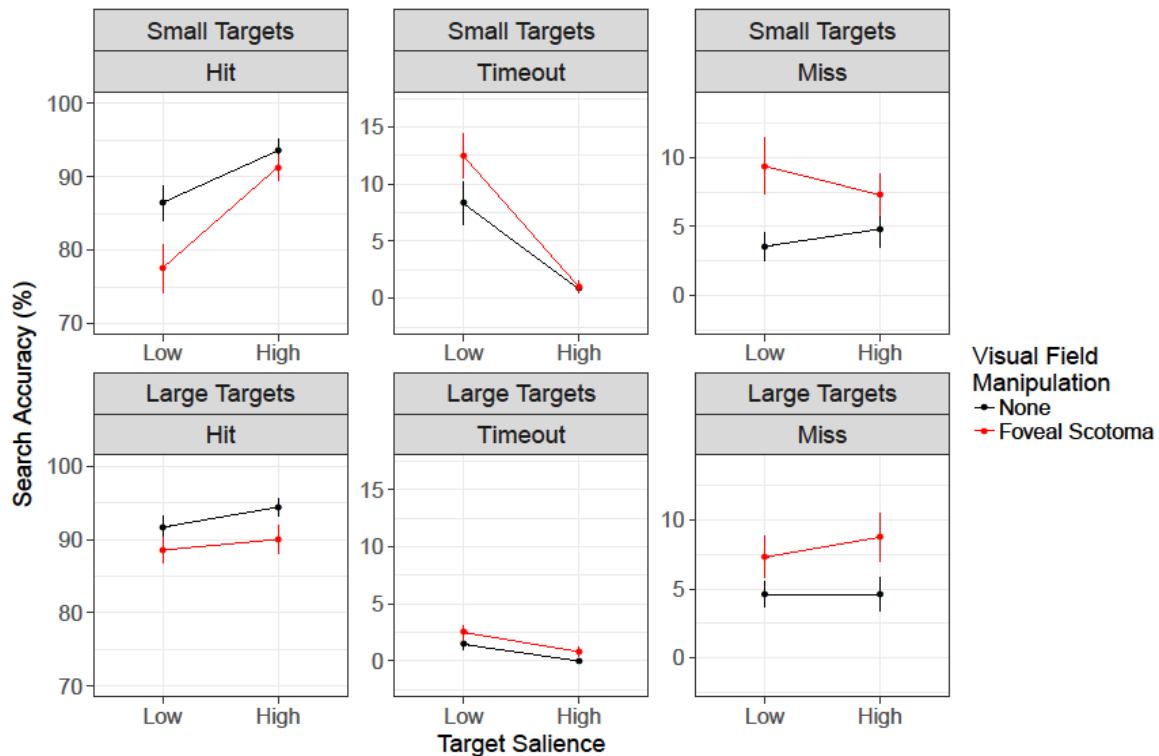 Small Targets
Hit
Small Targets
Timeout
Small Targets
Miss
100
90
80
70
15
10
5
0
10
5
0
Low High
Low High
Low High
Large Targets
Hit
Large Targets
Timeout
Large Targets
Miss
100
90
80
70
15
10
5
0
10
5
0
Low High
Low High
Low High
Search Accuracy (%)
Target Salience
Visual Field
Manipulation
None
Foveal Scotoma